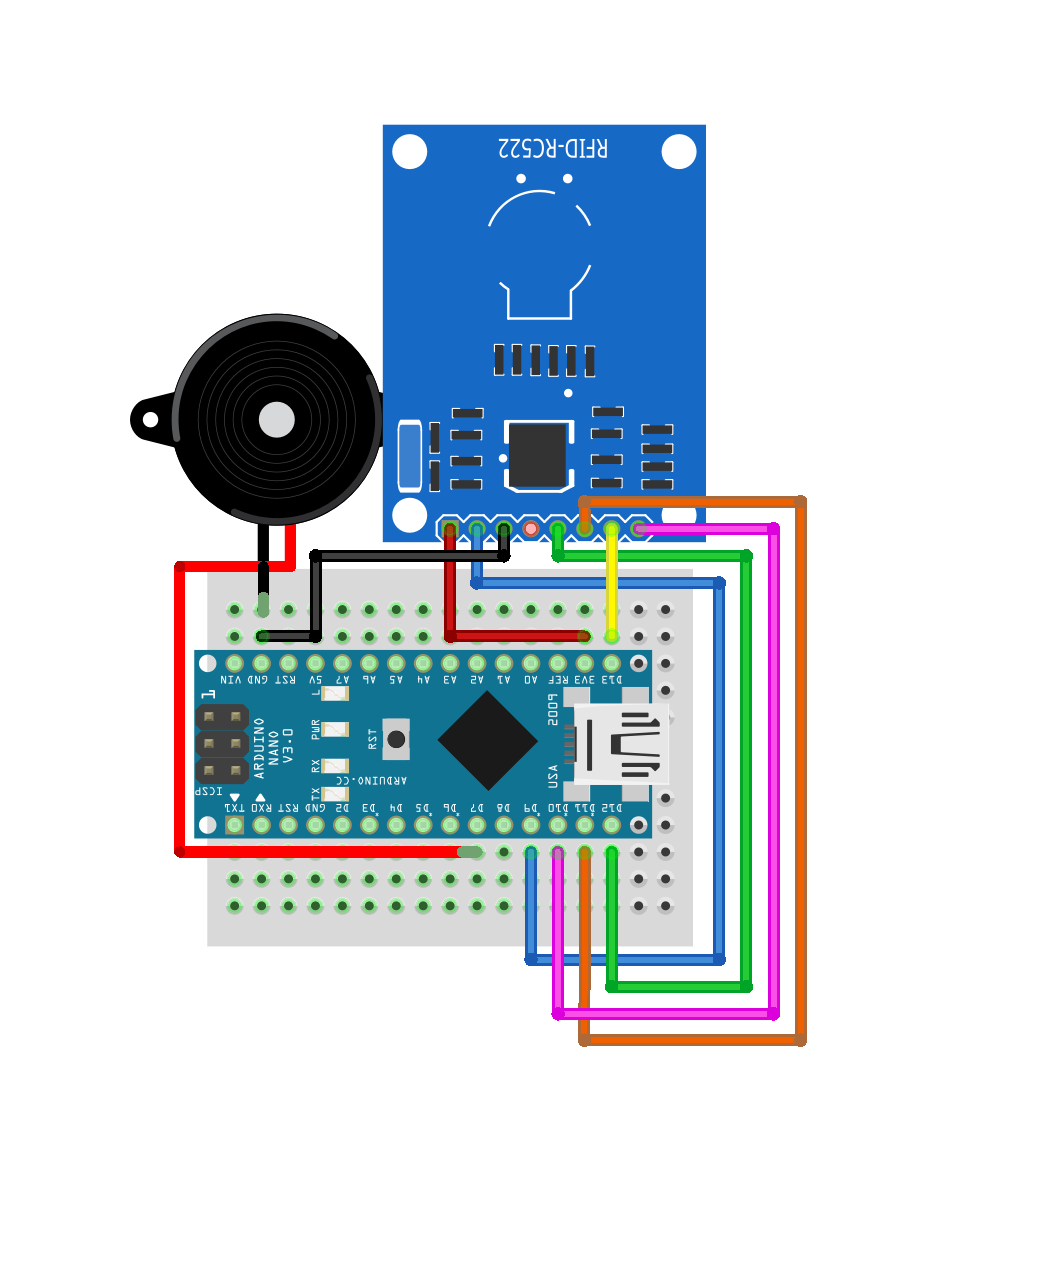 RFID-RC522
VIN GND RST 5V A7 A6 A5 A4 A3 A2 A1 A0 REF 3V3 D13
1
L
PWR
RX
TX
RST
ARDUINO
NANO
V3.0
ARDUINO.CC
ICSP
USA
2009
TX1 RX0 RST GND D2 D3 D4 D5 D6 D7 D8 D9 D10 D11 D12